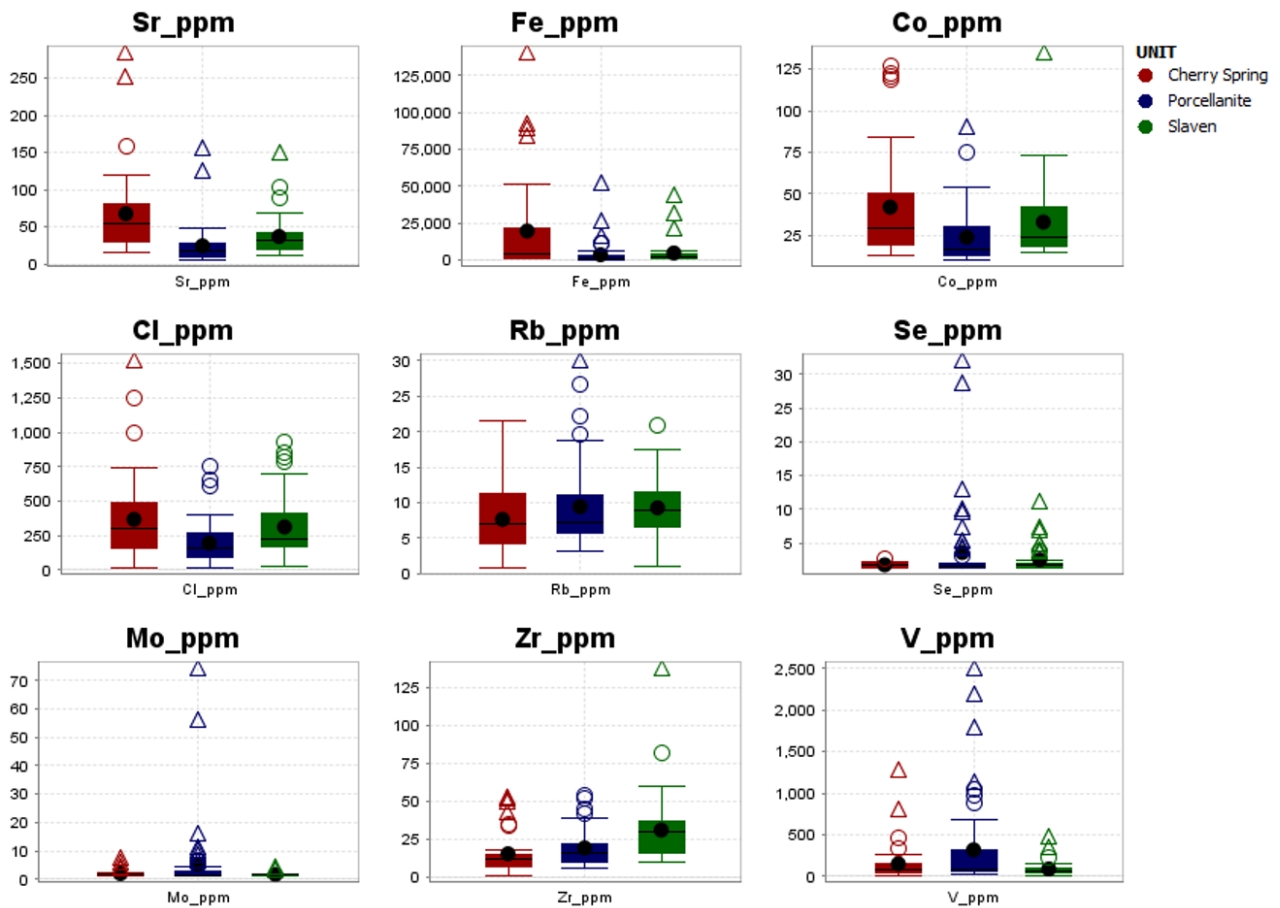 Sr_ppm
250
200
150
100
50
0
Sr_ppm
Fe_ppm
125,000
100,000
75,000
50,000
25,000
0
Fe_ppm
Co_ppm
125
100
75
50
25
Co_ppm
UNIT
Cherry Spring
Porcellanite
Slaven
Cl_ppm
1,500
1,250
1,000
750
500
250
0
Cl_ppm
Rb_ppm
30
25
20
15
10
5
0
Rb_ppm
Se_ppm
30
25
20
15
10
5
Se_ppm
Mo_ppm
70
60
50
40
30
20
10
0
Mo_ppm
Zr_ppm
125
100
75
50
25
0
Zr_ppm
V_ppm
2,500
2,000
1,500
1,000
500
0
V_ppm